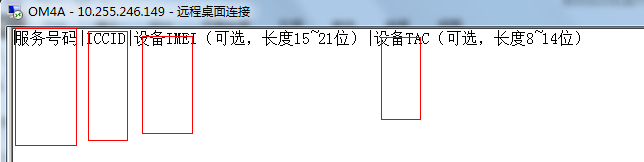 OM4A - 10.255.246.149 - 远程桌面连接
服务号码|ICCID|设备IMEI（可选，长度15~21位）|设备TAC（可选，长度8~14位）